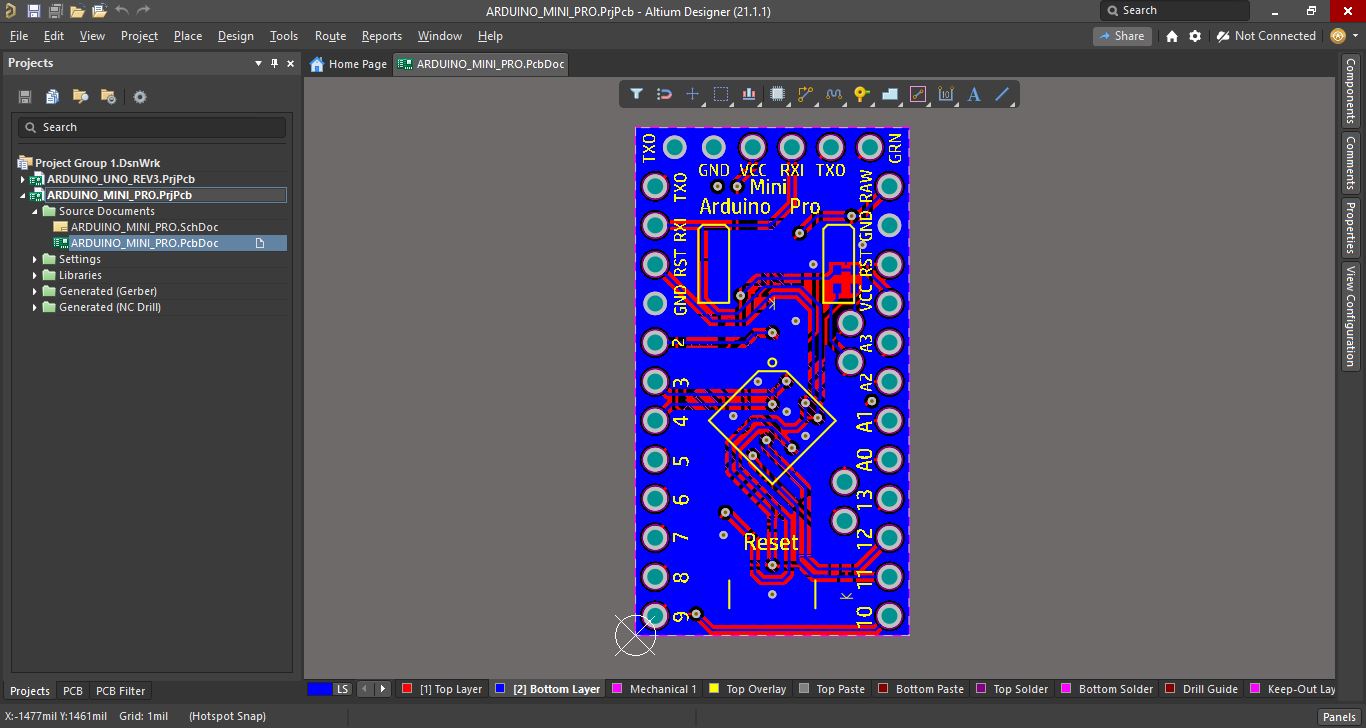 ARDUINO_MINI_PRO.PrjPcb - Altium Designer (21.1.1)
Search
File Edit View Project Place Design Tools Route Reports Window Help
Share
Not Connected
Projects
Home Page
ARDUINO_MINI_PRO.PcbDoc
Search
Project Group 1.DsnWrk
ARDUINO_UNO_REV3.PrjPcb
ARDUINO_MINI_PRO.PrjPcb
Source Documents
ARDUINO_MINI_PRO.SchDoc
ARDUINO_MINI_PRO.PcbDoc
Settings
Libraries
Generated (Gerber)
Generated (NC Drill)
TXO
GRN
GND VCC RXI TXO
Mini
Arduino Pro
TXO
RXI
RST
GND
2
3
4
5
6
7
8
9
RAW
GND
RST
VCC
A3
A2
A1
A0
13
12
11
10
Reset
K
K
Components
Comments
Properties
View Configuration
Projects PCB PCB Filter
LS
[1] Top Layer
[2] Bottom Layer
Mechanical 1
Top Overlay
Top Paste
Bottom Paste
Top Solder
Bottom Solder
Drill Guide
Keep-Out Lay
X:-1477mil Y:1461mil Grid: 1mil (Hotspot Snap)
Panels